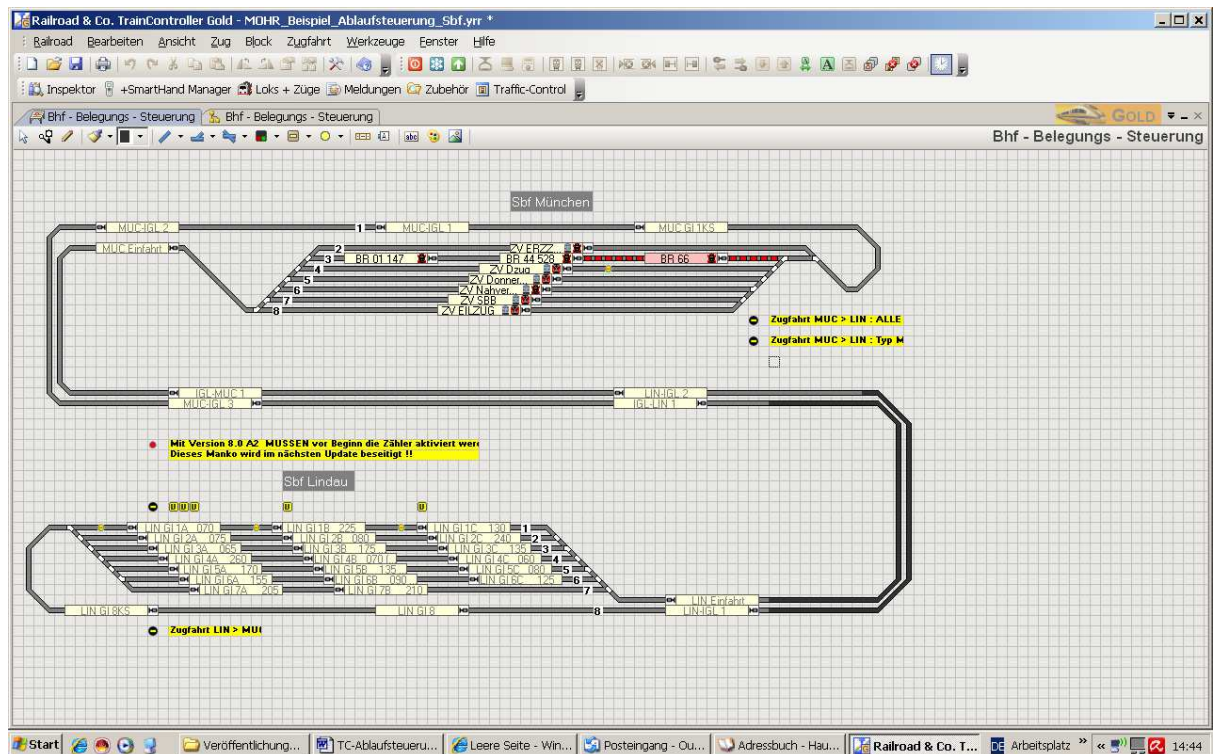 Railroad & Co. TrainController Gold - MOHR_Beispiel_Ablaufsteuerung_Sbf.yrr *
Railroad Bearbeiten Ansicht Zug Block Zugfahrt Werkzeuge Fenster Hilfe
Inspektor +SmartHand Manager Loks + Züge Meldungen Zubehör Traffic-Control
Bhf - Belegungs - Steuerung Bhf - Belegungs - Steuerung GOLD
abc Bhf - Belegungs - Steuerung
Sbf München
MUC-IGL 2 1 MUC-IGL 1 MUC Gl 1KS
MUC Einfahrt 2 ZV ERZZ...
3 BR 01 147 BR 44 528 BR 66
4 ZV Dzug
5 ZV Donner...
6 ZV Nahver...
7 ZV SBB
8 ZV EILZUG
Zugfahrt MUC > LIN : ALLE
Zugfahrt MUC > LIN : Typ M
IGL-MUC 1 LIN-IGL 2
MUC-IGL 3 IGL-LIN 1
Mit Version 8.0 A2 MUSSEN vor Beginn die Zähler aktiviert werd
Dieses Manko wird im nächsten Update beseitigt !!
Sbf Lindau
LIN Gl 1A 070 LIN Gl 1B 225 LIN Gl 1C 130 1
LIN Gl 2A 075 LIN Gl 2B 080 LIN Gl 2C 240 2
LIN Gl 3A 065 LIN Gl 3B 175 LIN Gl 3C 135 3
LIN Gl 4A 260 LIN Gl 4B 070 ( LIN Gl 4C 060 4
LIN Gl 5A 170 LIN Gl 5B 135 LIN Gl 5C 080 5
LIN Gl 6A 155 LIN Gl 6B 090... LIN Gl 6C 125 6
LIN Gl 7A 205 LIN Gl 7B 210 7
LIN Einfahrt
LIN Gl 8KS LIN Gl 8 8 LIN-IGL 1
Zugfahrt LIN > MU
Start Veröffentlichung... TC-Ablaufsteueru... Leere Seite - Win... Posteingang - Ou... Adressbuch - Hau... Railroad & Co. T... DE Arbeitsplatz » « 14:44